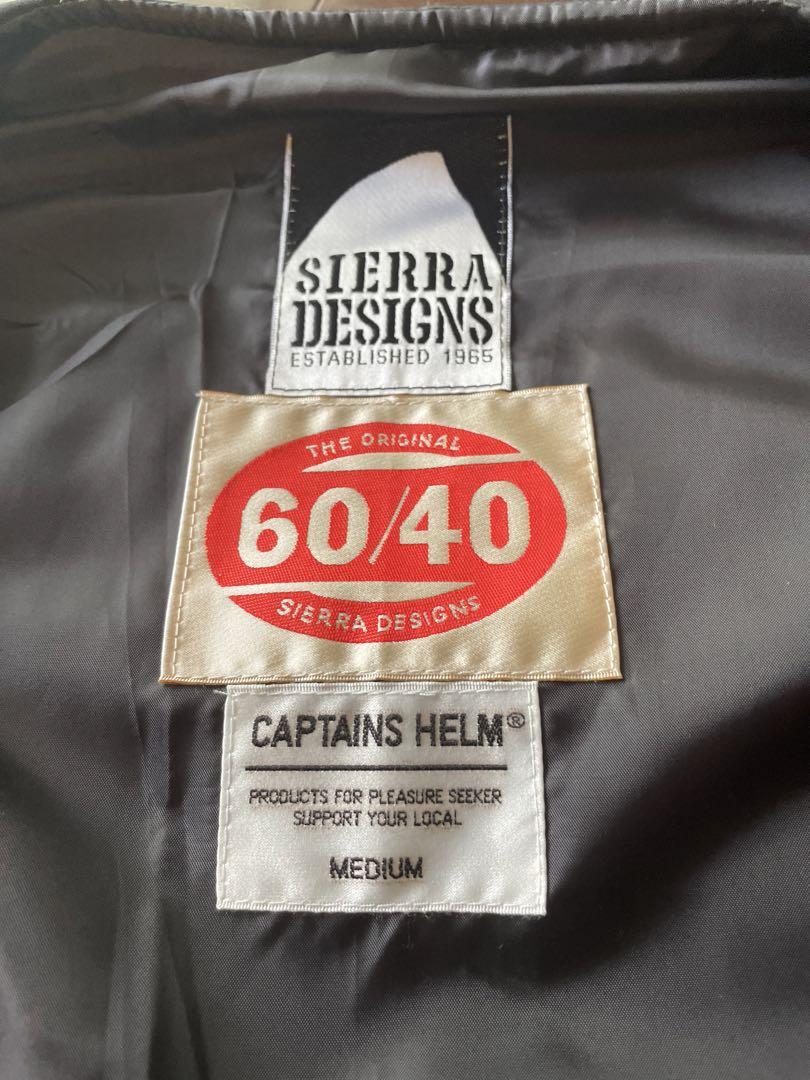 SIERRA
DESIGNS
ESTABLISHED 1965
THE ORIGINAL
60/40
SIERRA DESIGNS
CAPTAINS HELM®
PRODUCTS FOR PLEASURE SEEKER
SUPPORT YOUR LOCAL
MEDIUM